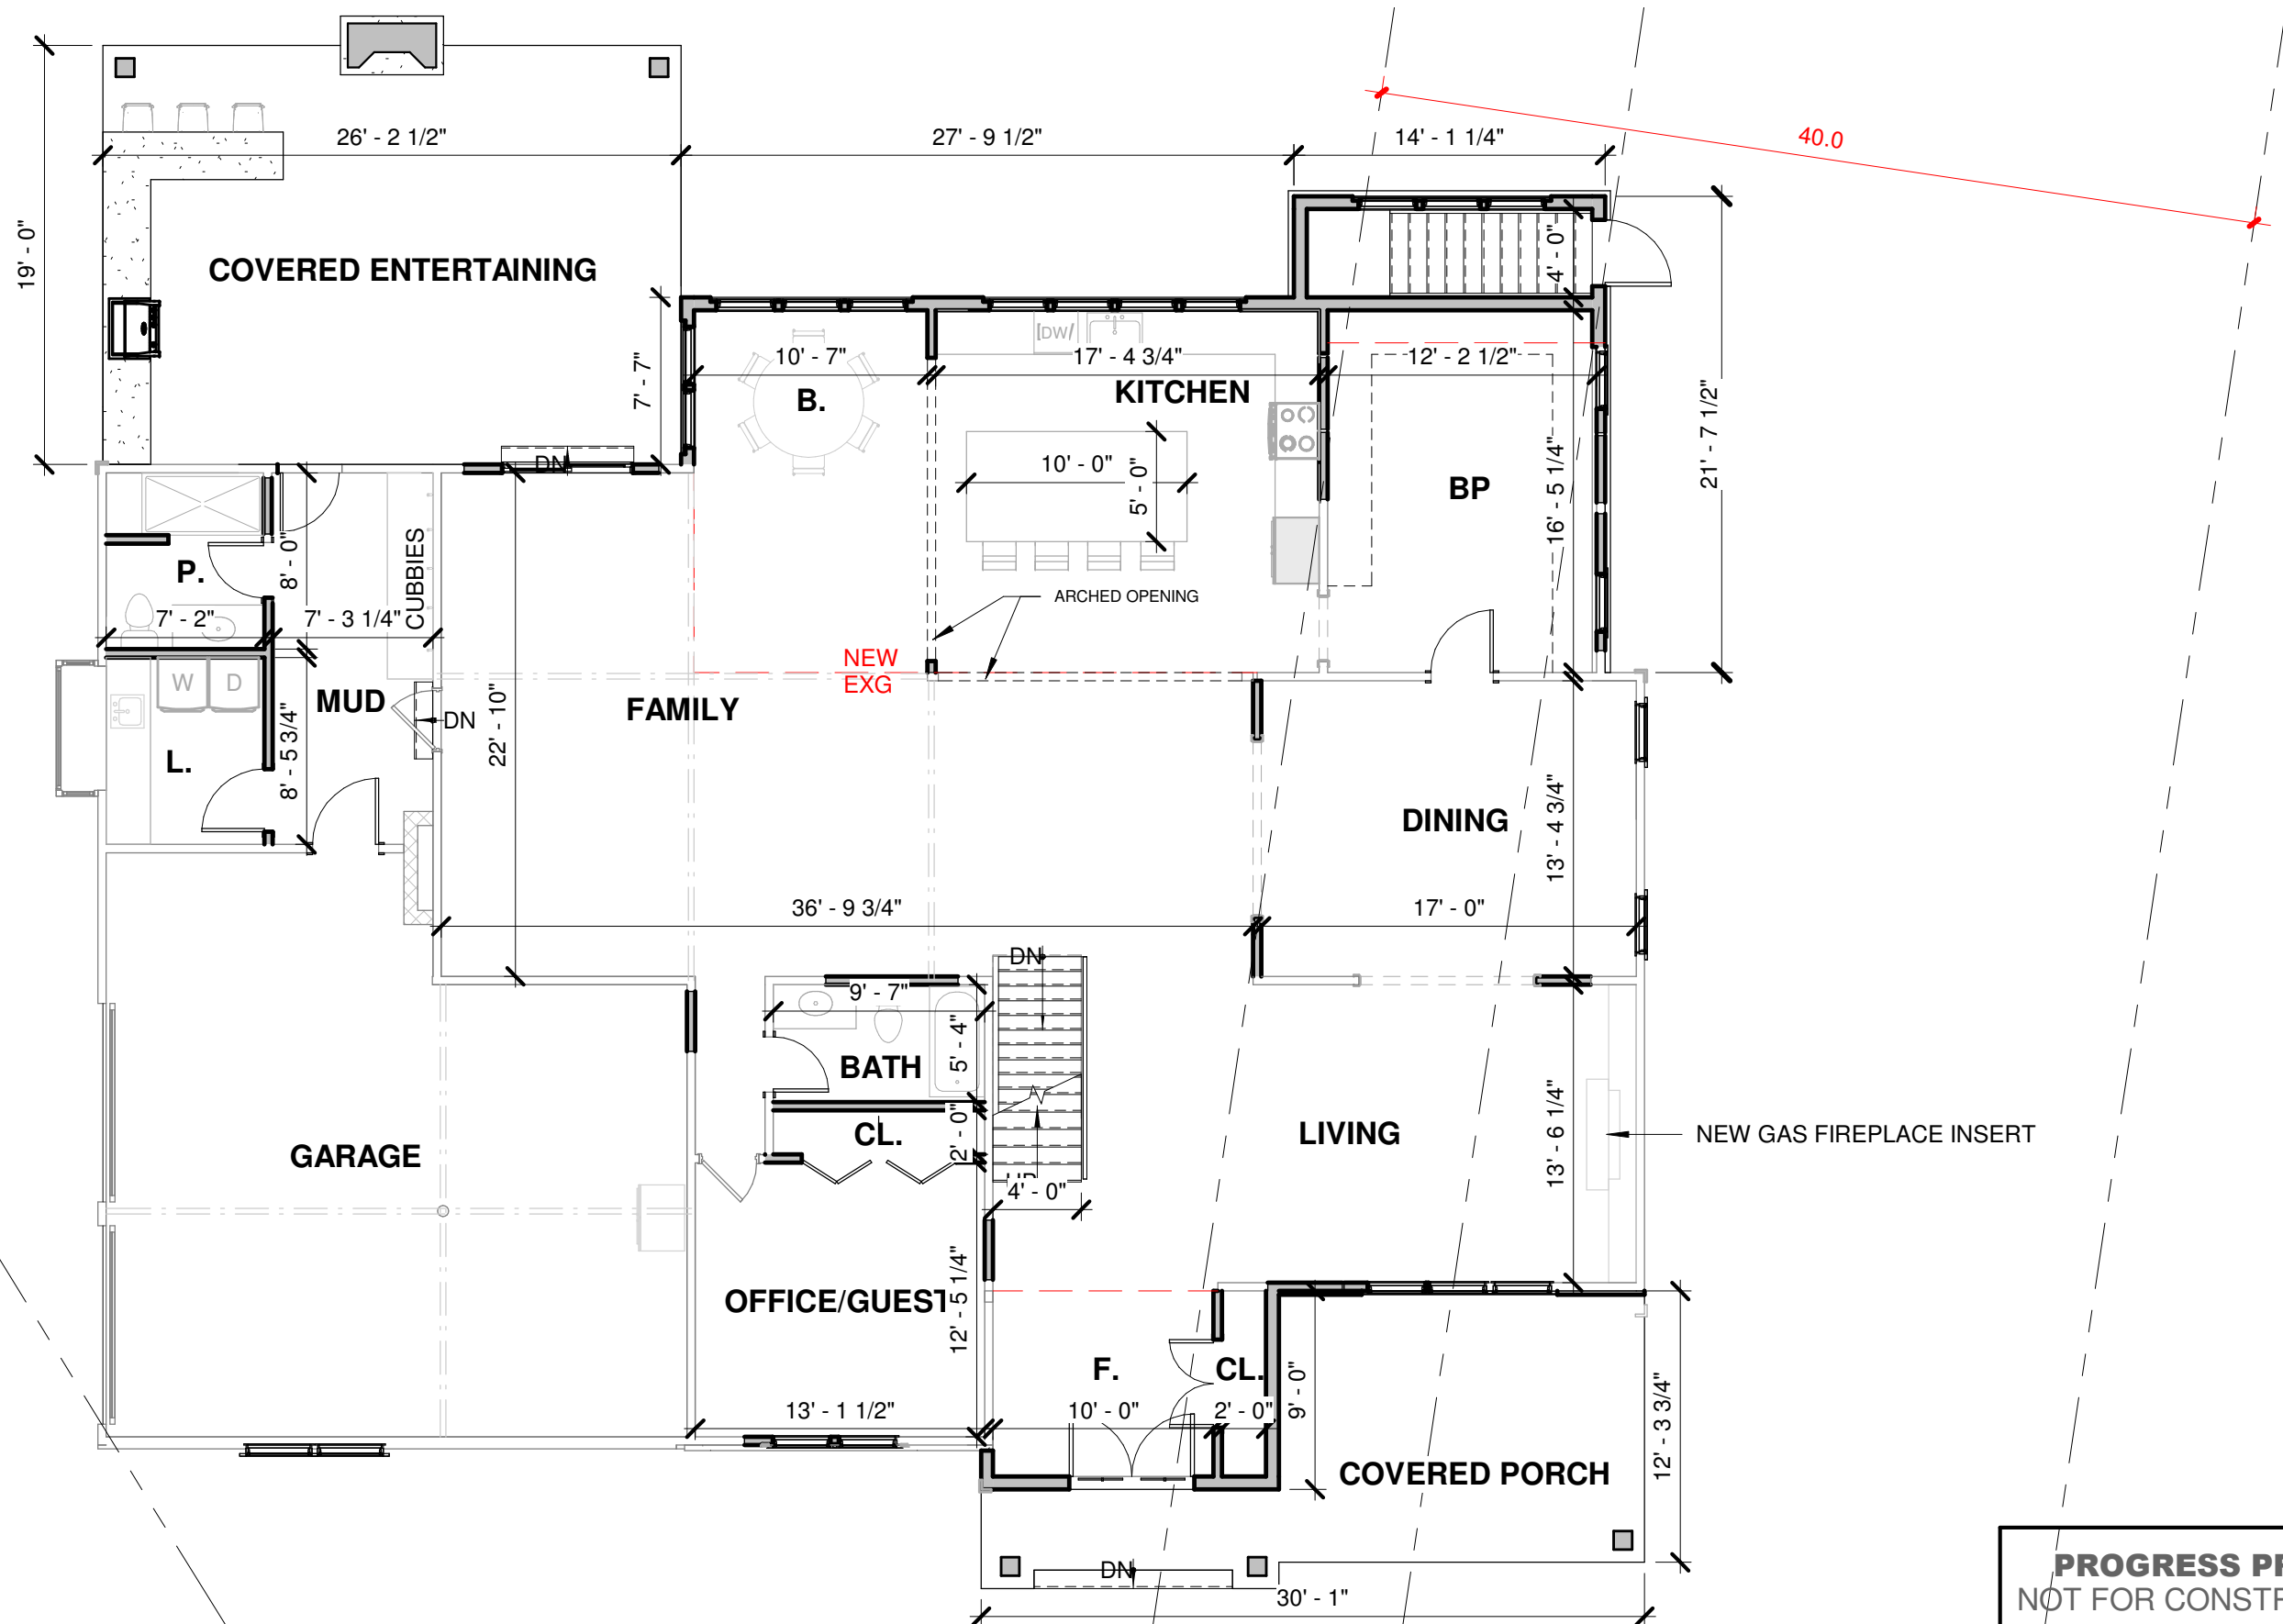 40.0
26' - 2 1/2"
27' - 9 1/2"
14' - 1 1/4"
19' - 0"
COVERED ENTERTAINING
4' - 0"
7' - 7"
DW
10' - 7"
17' - 4 3/4"
12' - 2 1/2"
B.
KITCHEN
21' - 7 1/2"
DN
10' - 0"
5' - 0"
BP
16' - 5 1/4"
P.
8' - 0"
CUBBIES
ARCHED OPENING
7' - 2"
7' - 3 1/4"
NEW
EXG
W
D
MUD
DN
FAMILY
22' - 10"
L.
8' - 5 3/4"
DINING
13' - 4 3/4"
36' - 9 3/4"
17' - 0"
DN
9' - 7"
5' - 4"
BATH
CL.
2' - 0"
GARAGE
LIVING
13' - 6 1/4"
NEW GAS FIREPLACE INSERT
UP
4' - 0"
OFFICE/GUEST
12' - 5 1/4"
F.
CL.
9' - 0"
13' - 1 1/2"
10' - 0"
2' - 0"
COVERED PORCH
12' - 3 3/4"
DN
30' - 1"
PROGRESS
NOT FOR